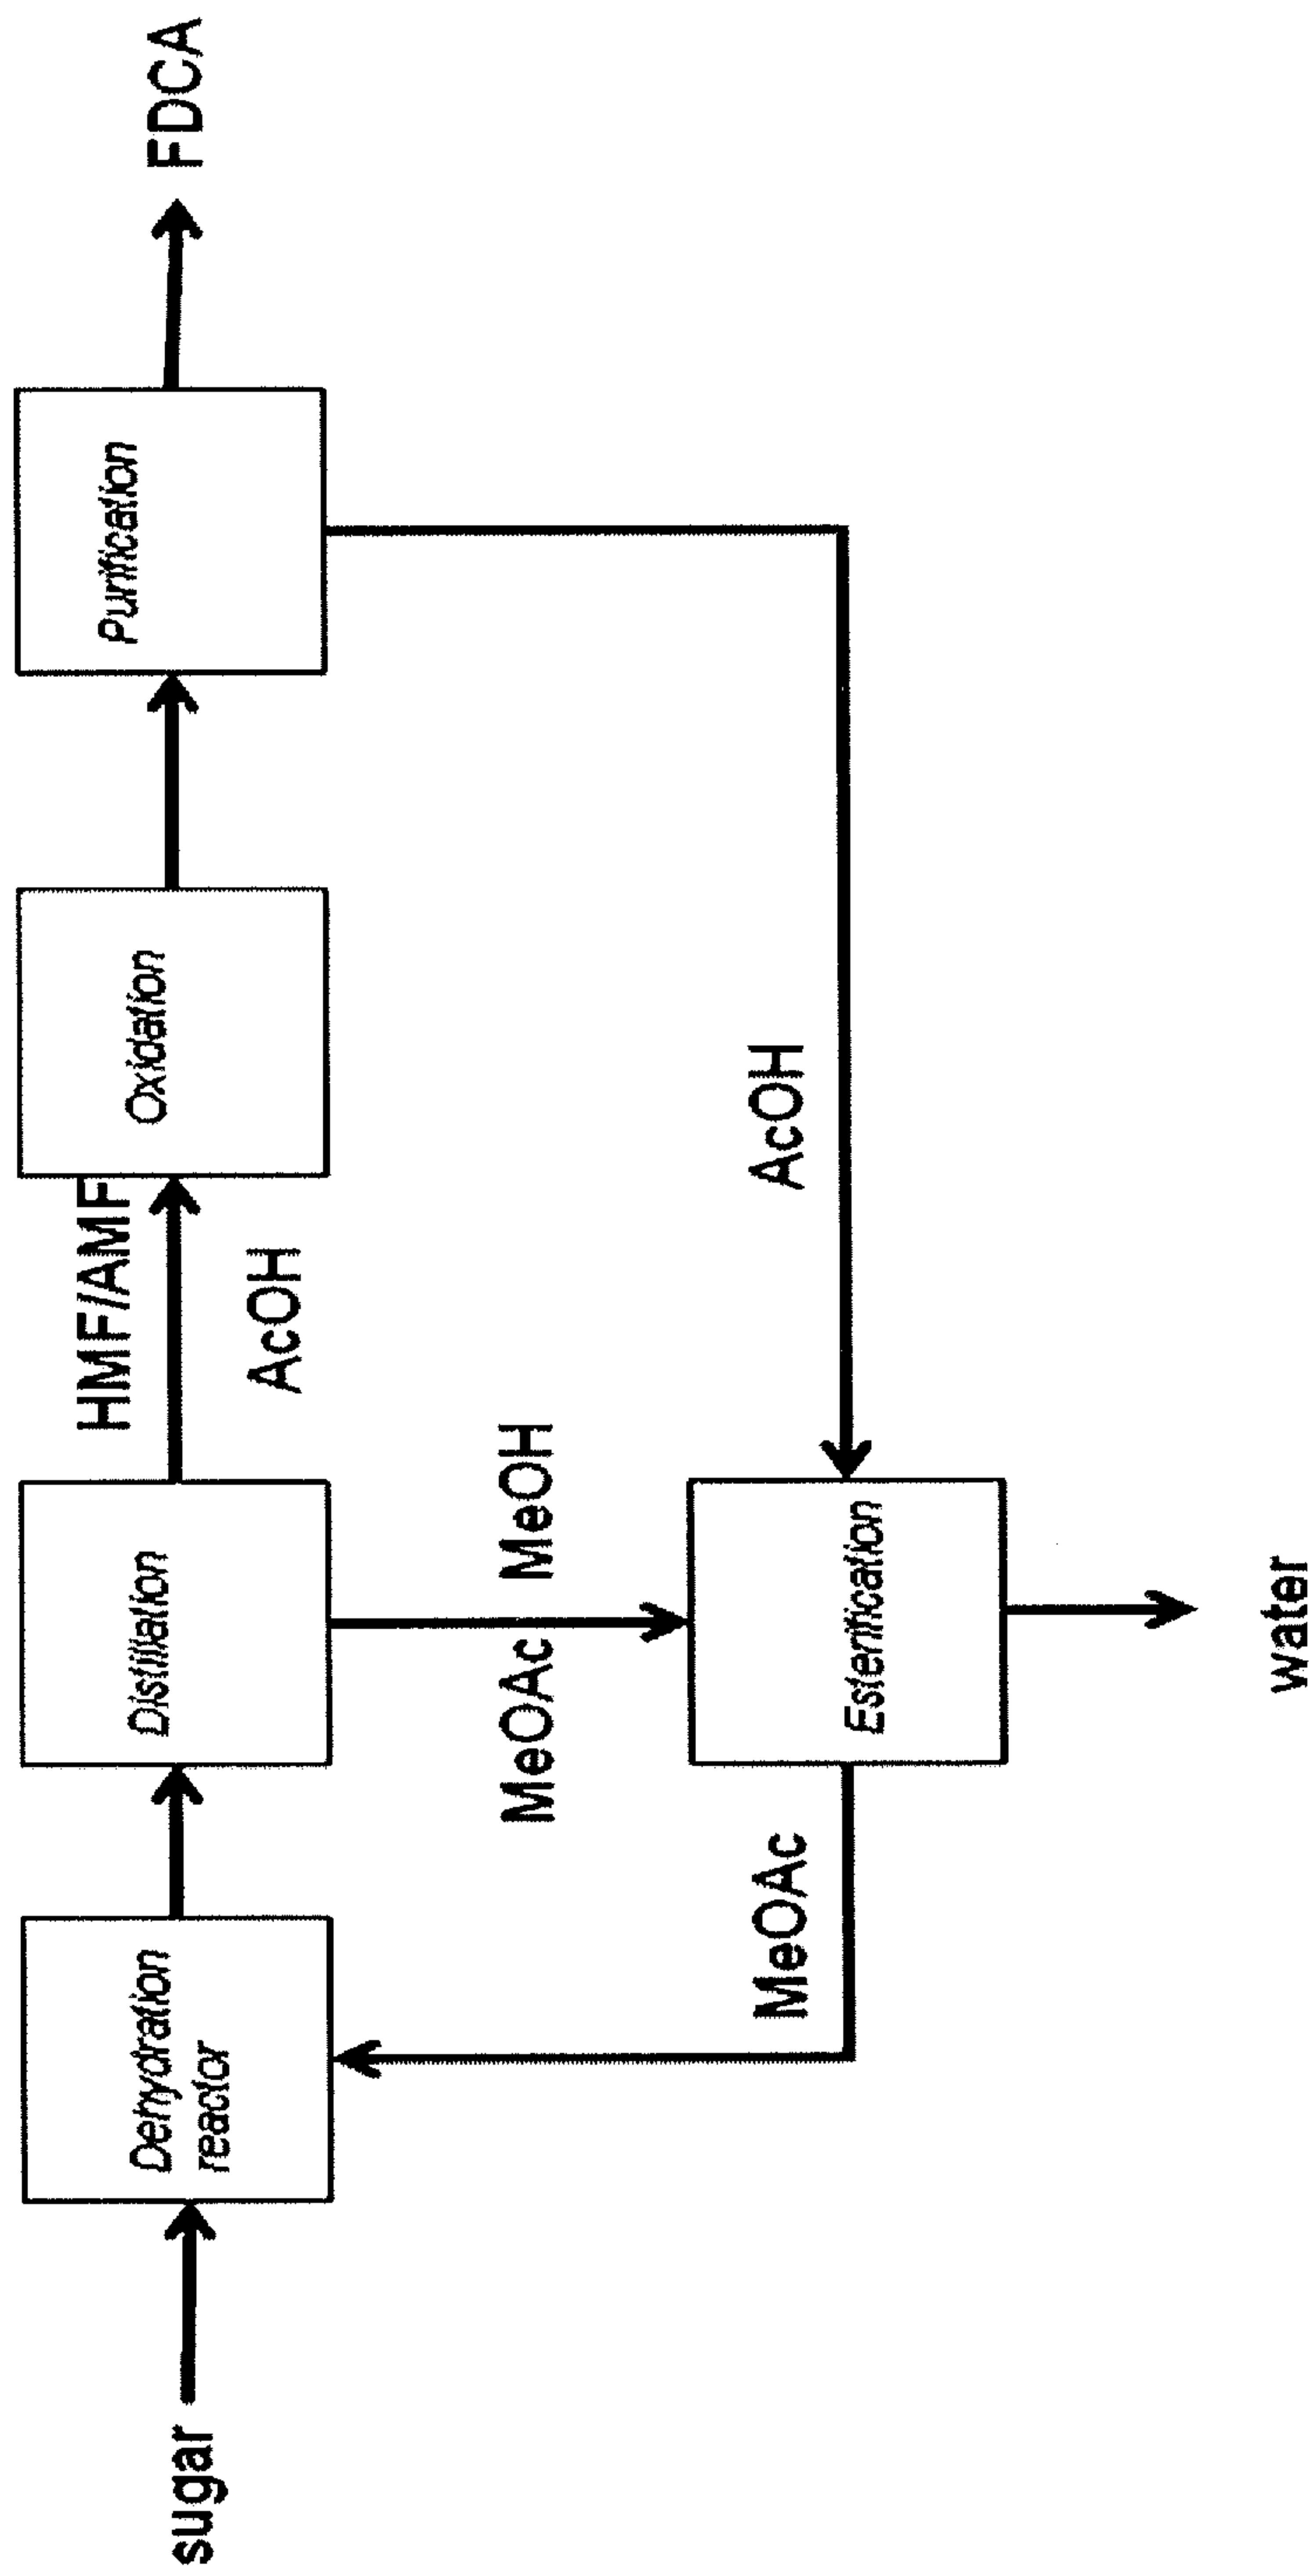 sugar
Dehydration
reactor
Distillation
HMF/AMF
AcOH
Oxidation
Purification
FDCA
MeOAc MeOH
MeOAc
Esterification
AcOH
water